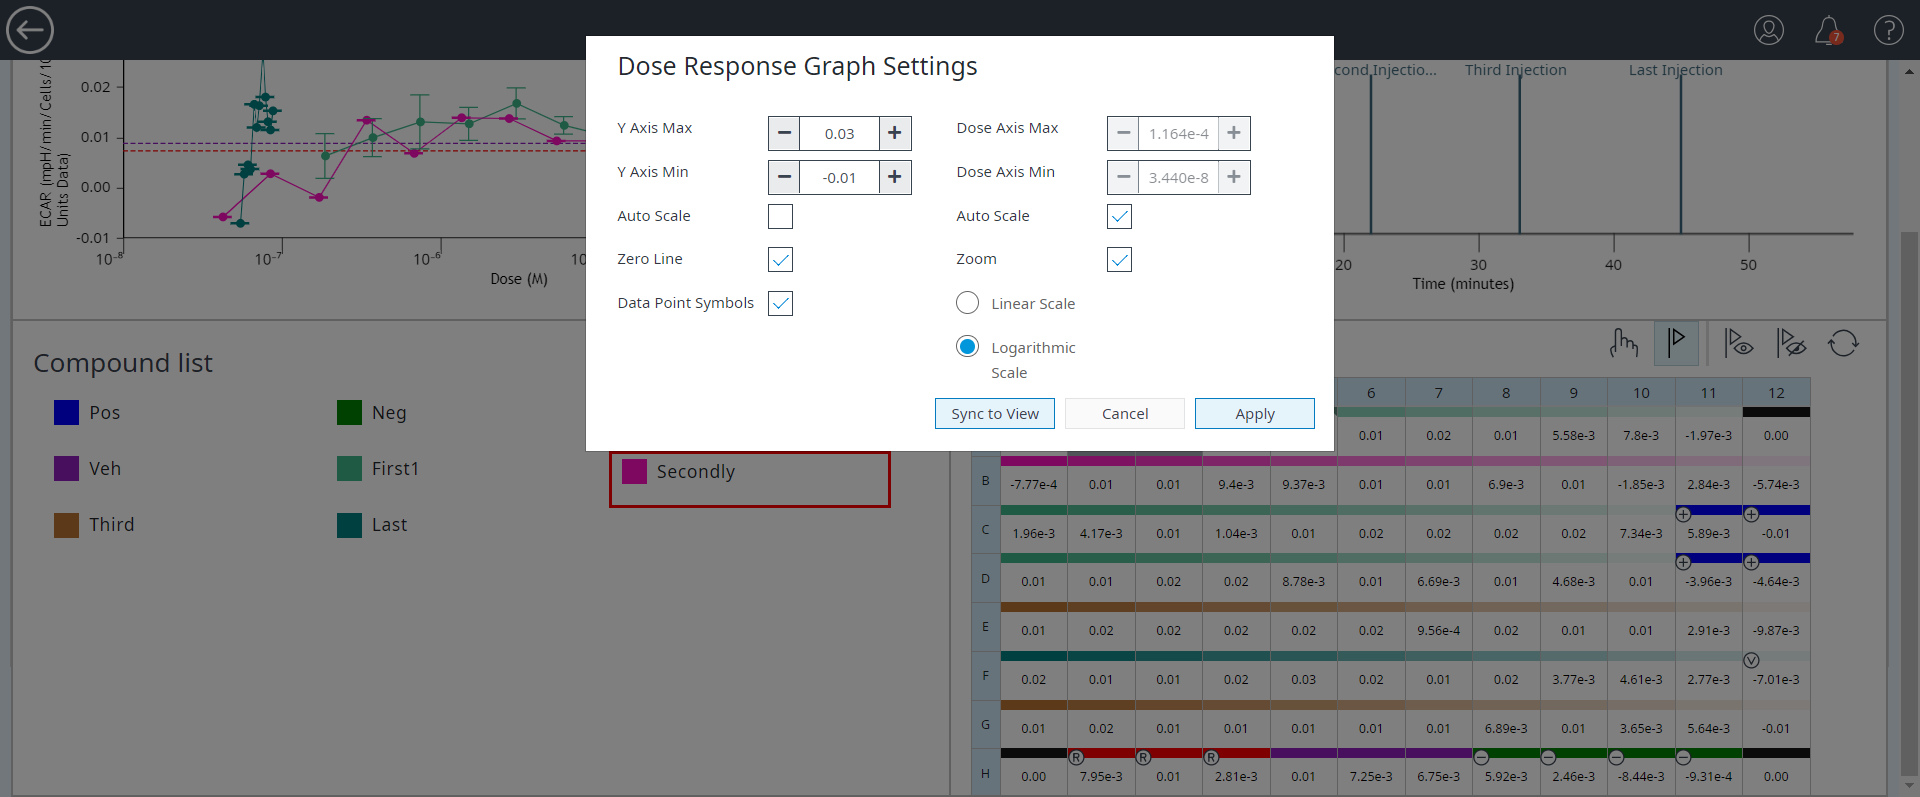 7
Dose Response Graph Settings
Y Axis Max
0.03
Dose Axis Max
1.164e-4
Y Axis Min
-0.01
Dose Axis Min
3.440e-8
Auto Scale
Auto Scale
Zero Line
Zoom
Data Point Symbols
Linear Scale
Logarithmic
Scale
Sync to View
Cancel
Apply
ECAR (mpH/min/Cells/10
Units Data)
0.02
0.01
0.00
-0.01
10⁻⁸
10⁻⁷
10⁻⁶
10
Dose (M)
cond Injectio...
Third Injection
Last Injection
20
30
40
50
Time (minutes)
Compound list
Pos
Neg
Veh
First1
Secondly
Third
Last
6 7 8 9 10 11 12
0.01 0.02 0.01 5.58e-3 7.8e-3 -1.97e-3 0.00
B -7.77e-4 0.01 0.01 9.4e-3 9.37e-3 0.01 0.01 6.9e-3 0.01 -1.85e-3 2.84e-3 -5.74e-3
C 1.96e-3 4.17e-3 0.01 1.04e-3 0.01 0.02 0.02 0.02 0.02 7.34e-3 5.89e-3 -0.01
D 0.01 0.01 0.02 0.02 8.78e-3 0.01 6.69e-3 0.01 4.68e-3 0.01 -3.96e-3 -4.64e-3
E 0.01 0.02 0.02 0.02 0.02 0.02 9.56e-4 0.02 0.01 0.01 2.91e-3 -9.87e-3
V
F 0.02 0.01 0.01 0.02 0.03 0.02 0.01 0.02 3.77e-3 4.61e-3 2.77e-3 -7.01e-3
G 0.01 0.02 0.01 0.01 0.01 0.01 0.01 6.89e-3 0.01 3.65e-3 5.64e-3 -0.01
R R R
H 0.00 7.95e-3 0.01 2.81e-3 0.01 7.25e-3 6.75e-3 5.92e-3 2.46e-3 -8.44e-3 -9.31e-4 0.00